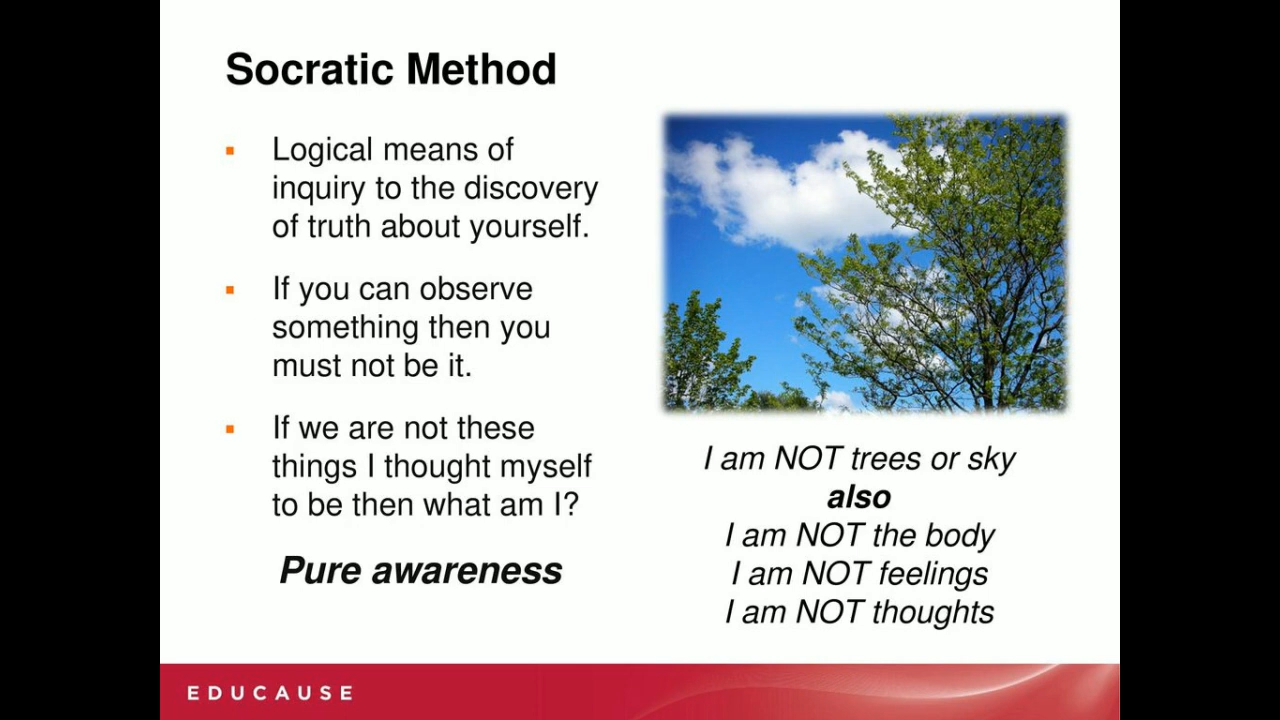 Socratic Method
Logical means of
inquiry to the discovery
of truth about yourself.
If you can observe
something then you
must not be it.
If we are not these
things I thought myself
to be then what am I?
Pure awareness
I am NOT trees or sky
also
I am NOT the body
I am NOT feelings
I am NOT thoughts
EDUCAUSE